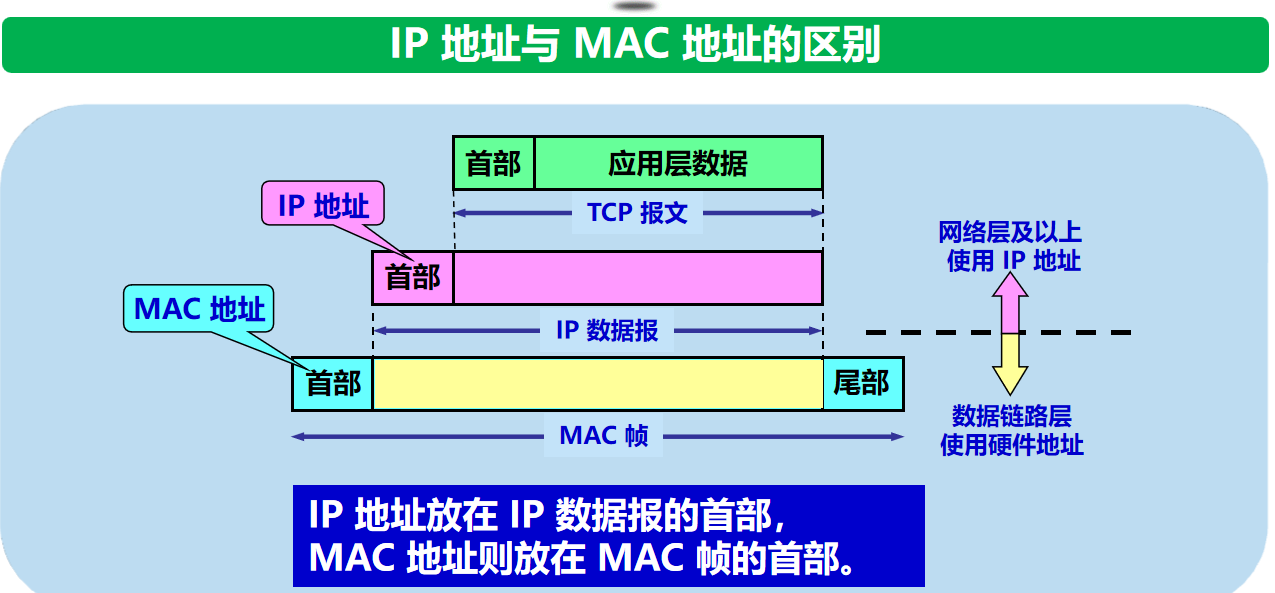 IP 地址与 MAC 地址的区别
首部 应用层数据
TCP 报文
IP 地址
首部
网络层及以上
使用 IP 地址
MAC 地址
IP 数据报
首部 尾部
MAC 帧
数据链路层
使用硬件地址
IP 地址放在 IP 数据报的首部，
MAC 地址则放在 MAC 帧的首部。